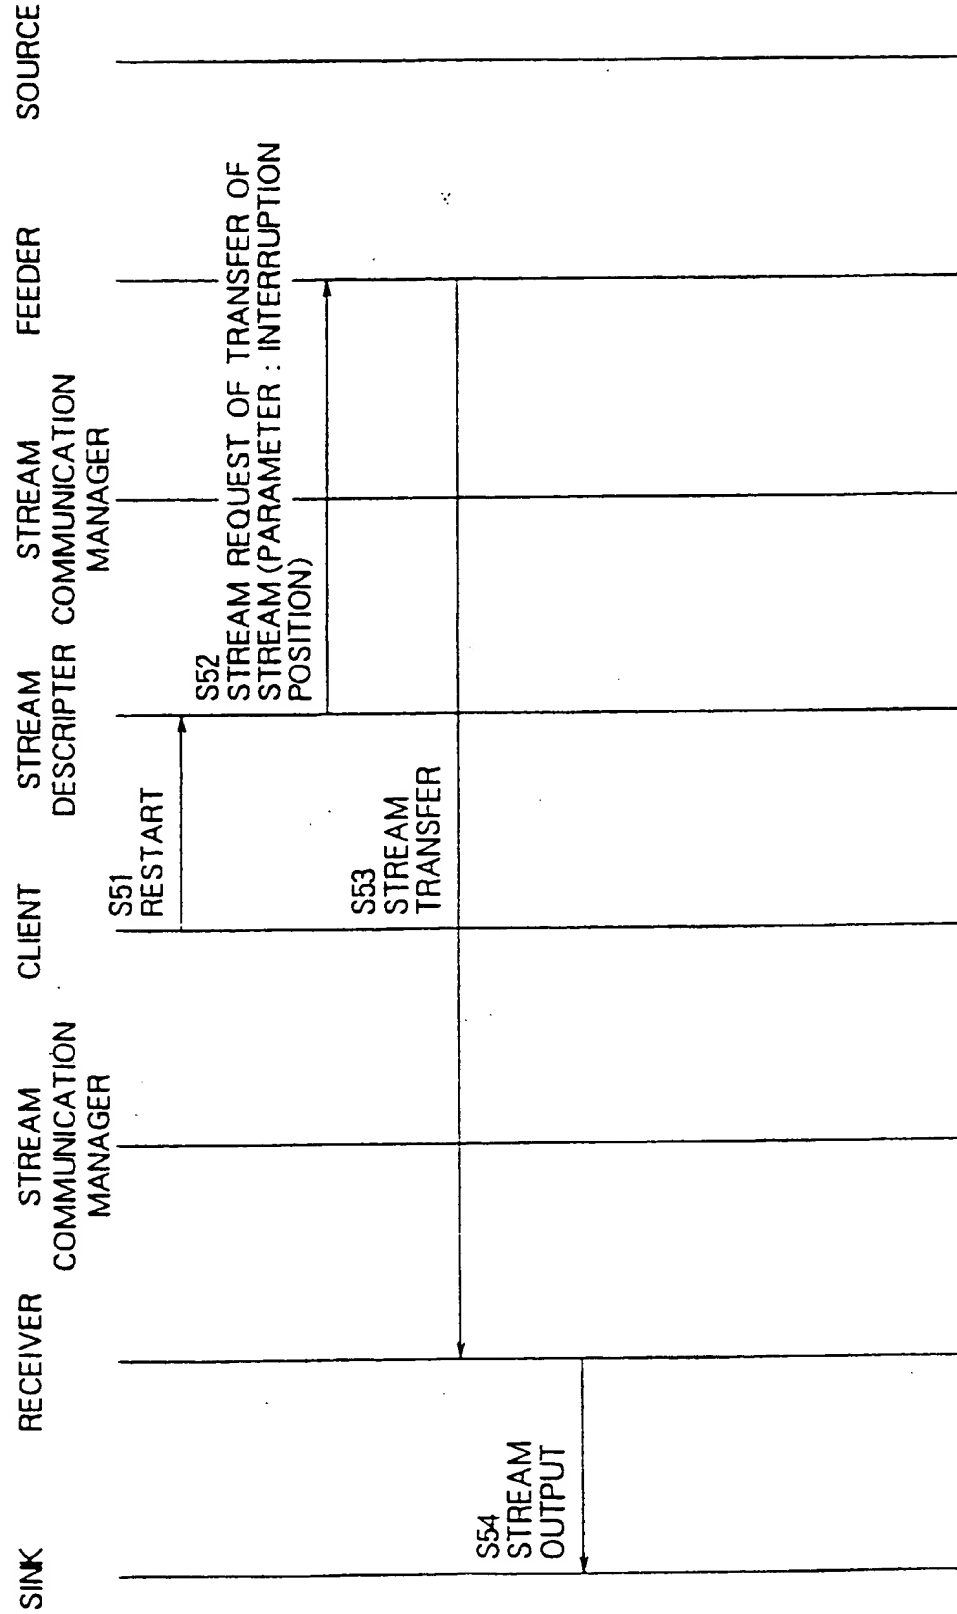 SINK
RECEIVER
STREAM
COMMUNICATION
MANAGER
CLIENT
STREAM
DESCRIPTER
STREAM
COMMUNICATION
MANAGER
FEEDER
SOURCE
S51
RESTART
S52
STREAM REQUEST OF TRANSFER OF
STREAM (PARAMETER : INTERRUPTION
POSITION)
S53
STREAM
TRANSFER
S54
STREAM
OUTPUT